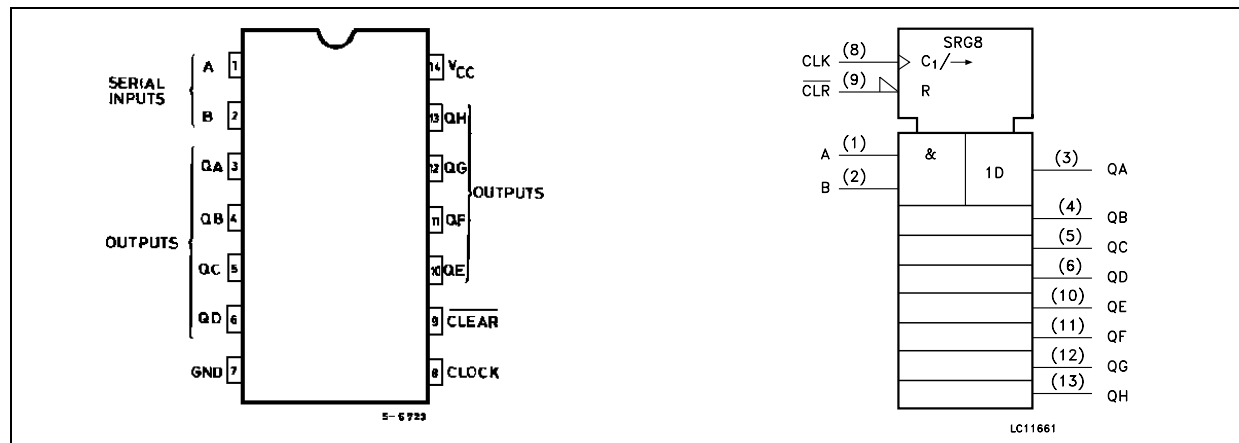 A 1
B 2
SERIAL
INPUTS
QA 3
QB 4
QC 5
QD 6
OUTPUTS
GND 7
14 VCC
13 QH
12 QG
11 QF
10 QE
OUTPUTS
9 CLEAR
8 CLOCK
S-6723
CLK (8)
CLR (9)
SRG8
C1/→
R
A (1)
B (2)
&
1D
(3) QA
(4) QB
(5) QC
(6) QD
(10) QE
(11) QF
(12) QG
(13) QH
LC11661